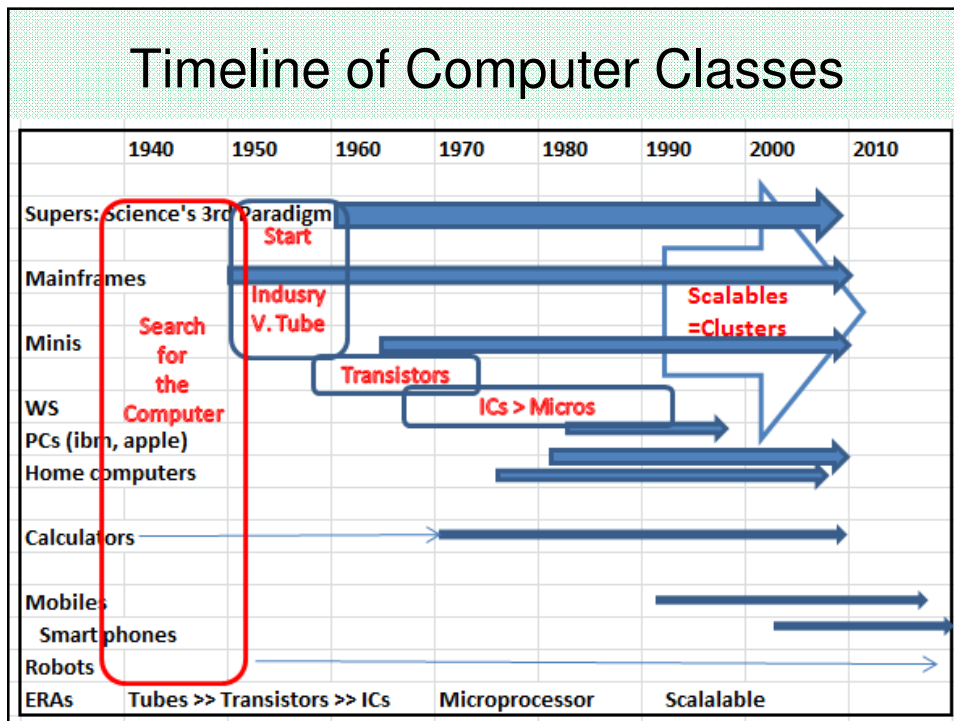 Timeline of Computer Classes
1940 1950 1960 1970 1980 1990 2000 2010
Supers: Science's 3rd Paradigm
Start
Mainframes
Indusry
V. Tube
Scalables
=Clusters
Search
for
the
Computer
Minis
Transistors
WS
ICs > Micros
PCs (ibm, apple)
Home computers
Calculators
Mobiles
Smart phones
Robots
ERAs Tubes >> Transistors >> ICs Microprocessor Scalalable